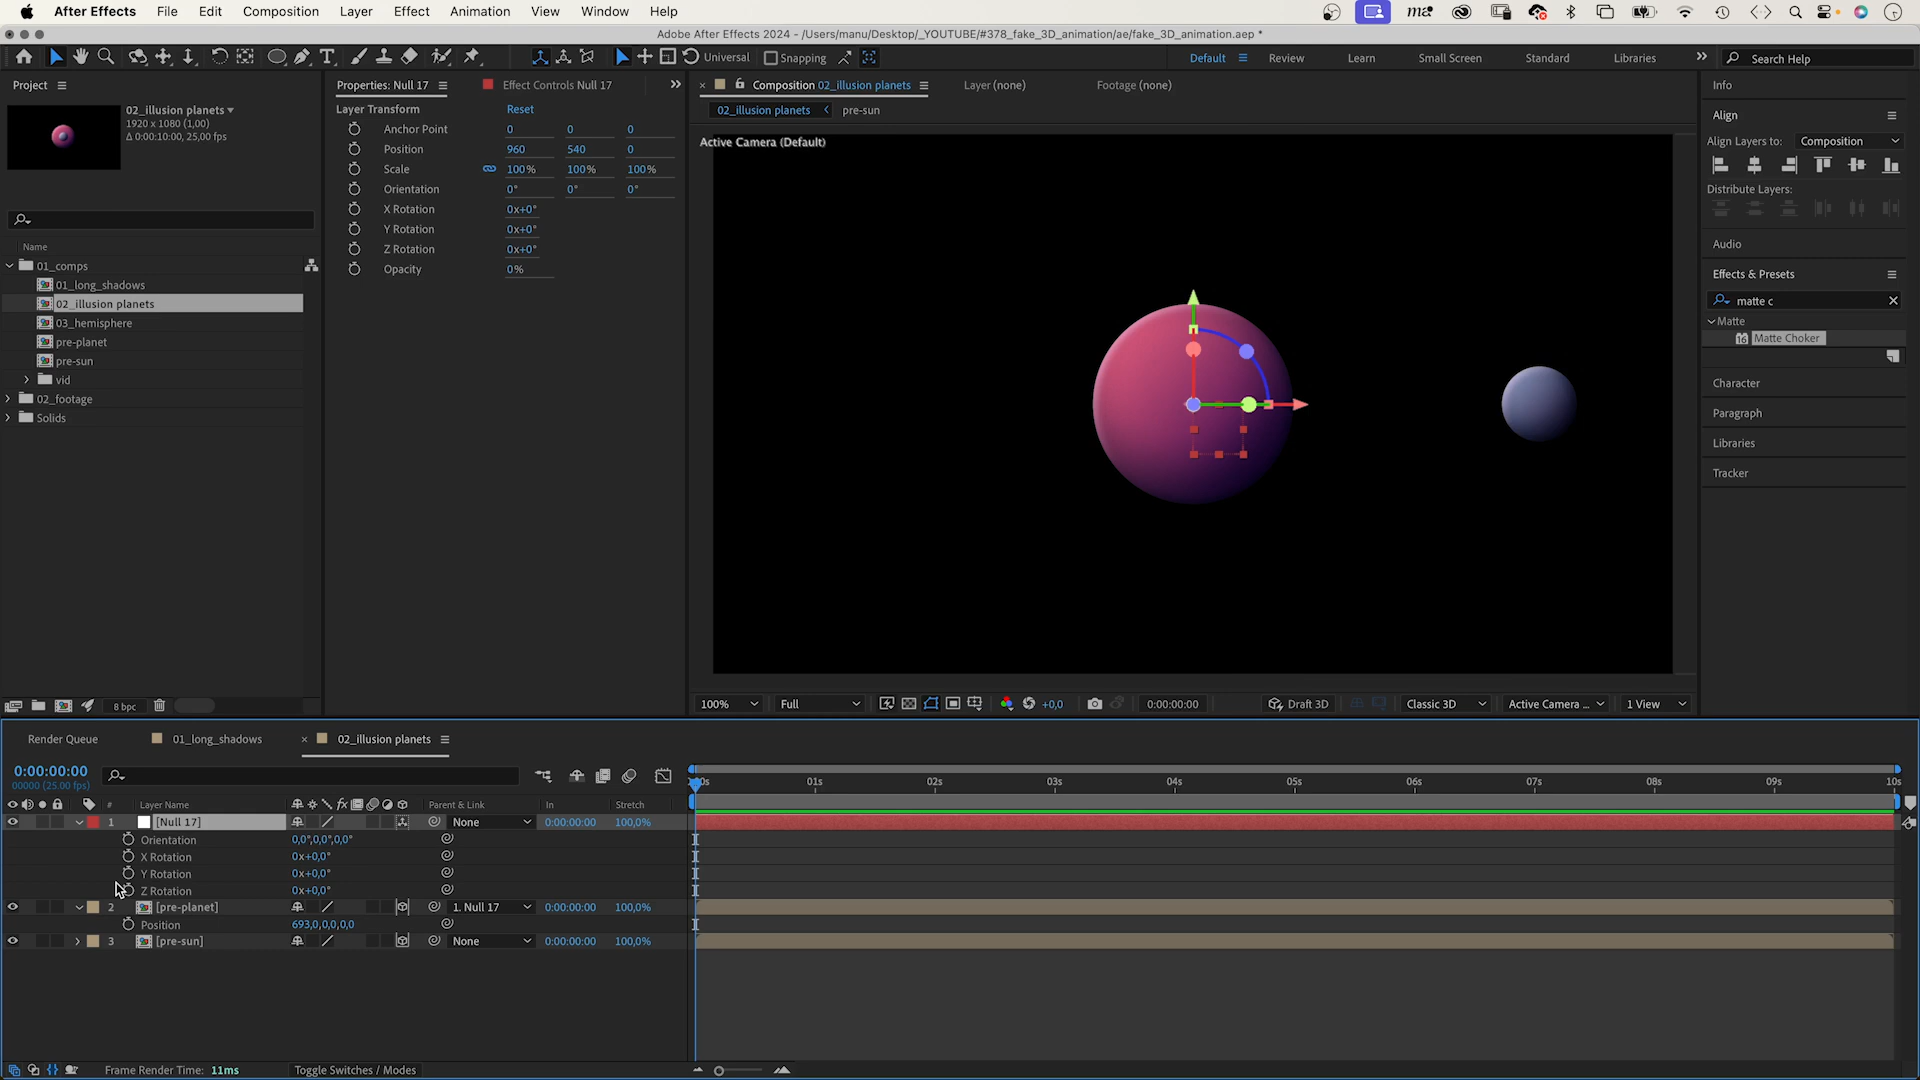 After Effects File Edit Composition Layer Effect Animation View Window Help
Adobe After Effects 2024 - /Users/manu/Desktop/_YOUTUBE/#378_fake_3D_animation/ae/fake_3D_animation.aep *
Universal Snapping Default Review Learn Small Screen Standard Libraries Search Help
Project
02_illusion planets
1920 x 1080 (1,00)
Δ 0:00:10:00, 25,00 fps
Name
01_comps
01_long_shadows
02_illusion planets
03_hemisphere
pre-planet
pre-sun
vid
02_footage
Solids
8 bpc
Properties: Null 17 Effect Controls Null 17
Layer Transform Reset
Anchor Point 0 0 0
Position 960 540 0
Scale 100% 100% 100%
Orientation 0° 0° 0°
X Rotation 0x+0°
Y Rotation 0x+0°
Z Rotation 0x+0°
Opacity 0%
Composition 02_illusion planets Layer (none) Footage (none)
02_illusion planets pre-sun
Active Camera (Default)
100% Full +0,0 0:00:00:00 Draft 3D Classic 3D Active Camera ... 1 View
Info
Align
Align Layers to: Composition
Distribute Layers:
Audio
Effects & Presets
matte c
Matte
16 Matte Choker
Character
Paragraph
Libraries
Tracker
Render Queue 01_long_shadows 02_illusion planets
0:00:00:00
00000 (25.00 fps)
01s 02s 03s 04s 05s 06s 07s 08s 09s 10s
# Layer Name fx Parent & Link In Stretch
1 [Null 17] None 0:00:00:00 100,0%
Orientation 0,0°,0,0°,0,0°
X Rotation 0x+0,0°
Y Rotation 0x+0,0°
Z Rotation 0x+0,0°
2 [pre-planet] 1. Null 17 0:00:00:00 100,0%
Position 693,0,0,0,0,0
3 [pre-sun] None 0:00:00:00 100,0%
Frame Render Time: 11ms Toggle Switches / Modes